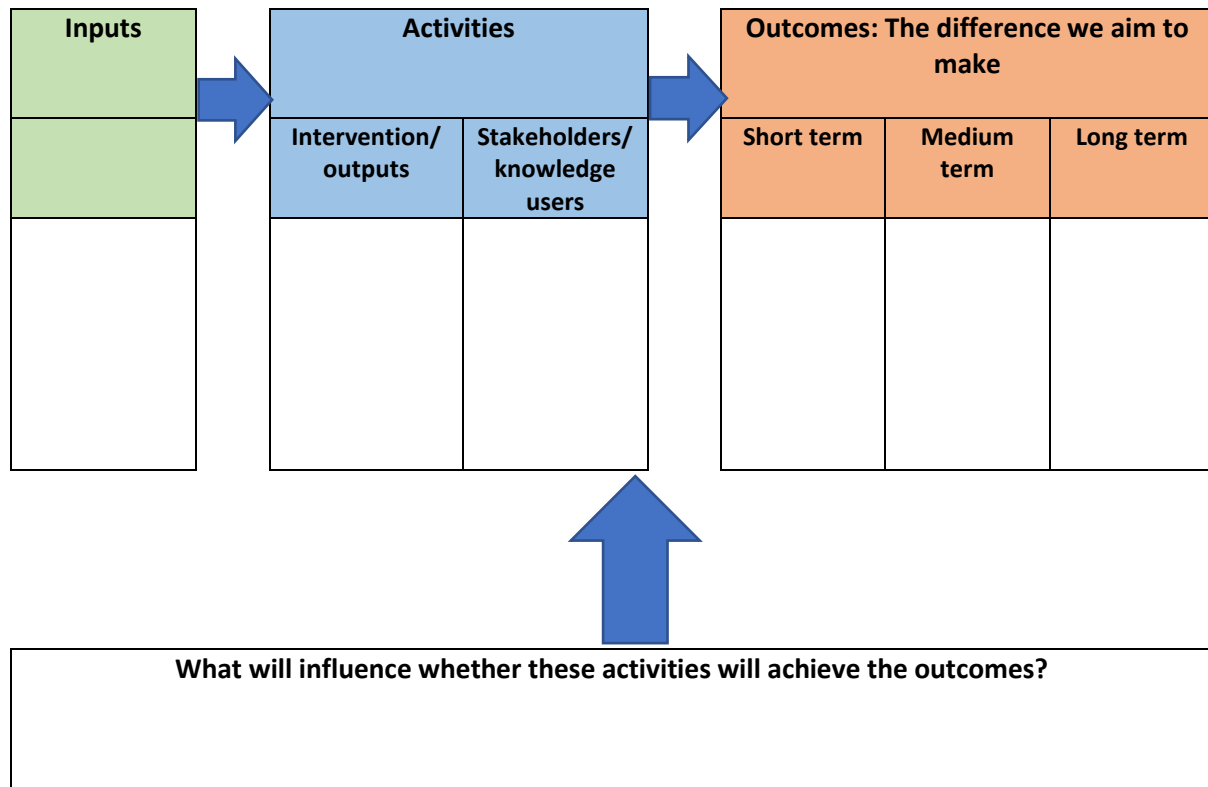 Inputs
Activities
Outcomes: The difference we aim to
make
Intervention/
outputs
Stakeholders/
knowledge
users
Short term
Medium
term
Long term
What will influence whether these activities will achieve the outcomes?